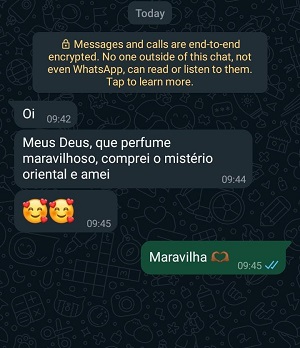 Today
🔒 Messages and calls are end-to-end
encrypted. No one outside of this chat, not
even WhatsApp, can read or listen to them.
Tap to learn more.
Oi
09:42
Meus Deus, que perfume
maravilhoso, comprei o mistério
oriental e amei
09:44
🥰🥰
09:45
Maravilha 🫶🏾
09:45